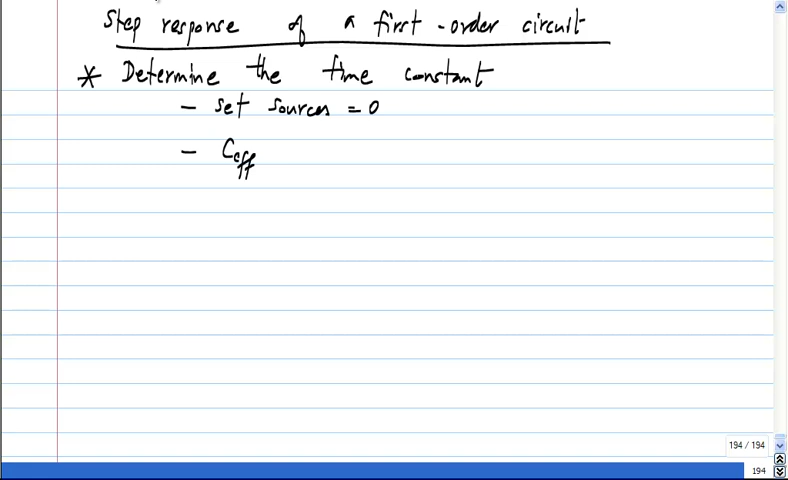 Step response of a first-order circuit
* Determine the time constant
- set sources = 0
- Ceff
194 / 194
194